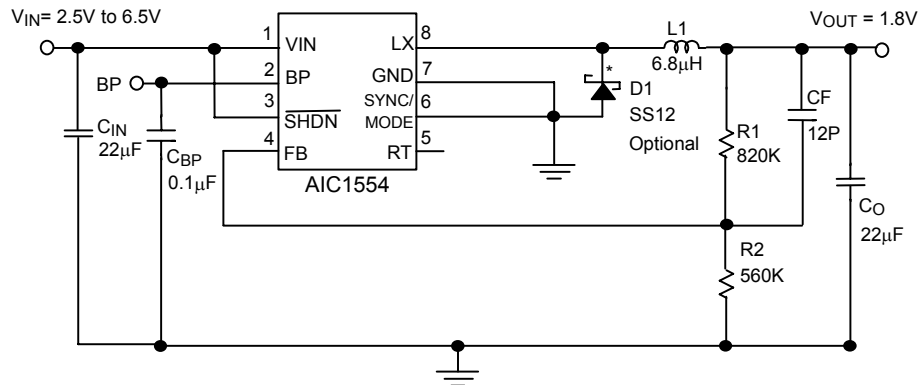 VIN= 2.5V to 6.5V
VOUT = 1.8V
1
VIN
LX
8
L1
6.8μH
BP
2
BP
GND
7
3
SHDN
SYNC/
MODE
6
4
FB
RT
5
AIC1554
CIN
22μF
CBP
0.1μF
*
D1
SS12
Optional
R1
820K
CF
12P
CO
22μF
R2
560K